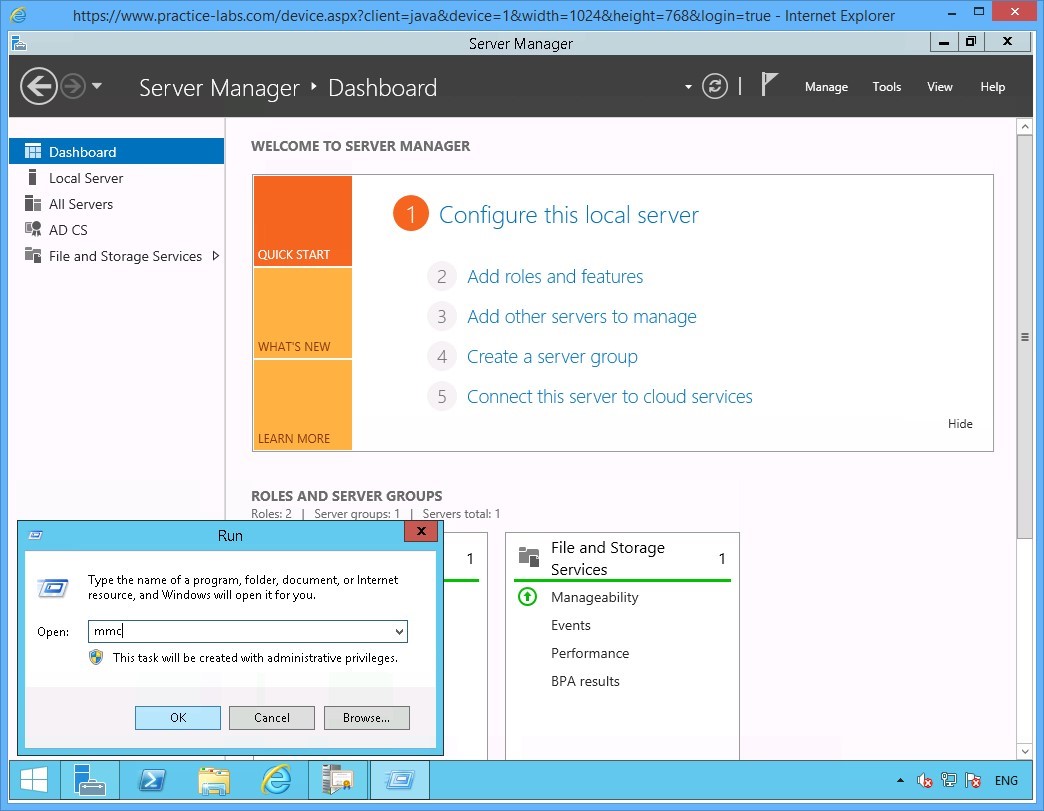 https://www.practice-labs.com/device.aspx?client=java&device=1&width=1024&height=768&login=true - Internet Explorer
Server Manager
Server Manager ‣ Dashboard
Manage Tools View Help
Dashboard
Local Server
All Servers
AD CS
File and Storage Services
WELCOME TO SERVER MANAGER
QUICK START
WHAT'S NEW
LEARN MORE
1 Configure this local server
2 Add roles and features
3 Add other servers to manage
4 Create a server group
5 Connect this server to cloud services
Hide
ROLES AND SERVER GROUPS
Roles: 2 | Server groups: 1 | Servers total: 1
1
File and Storage
Services
1
Manageability
Events
Performance
BPA results
Run
Type the name of a program, folder, document, or Internet
resource, and Windows will open it for you.
Open: mmc
This task will be created with administrative privileges.
OK Cancel Browse...
ENG